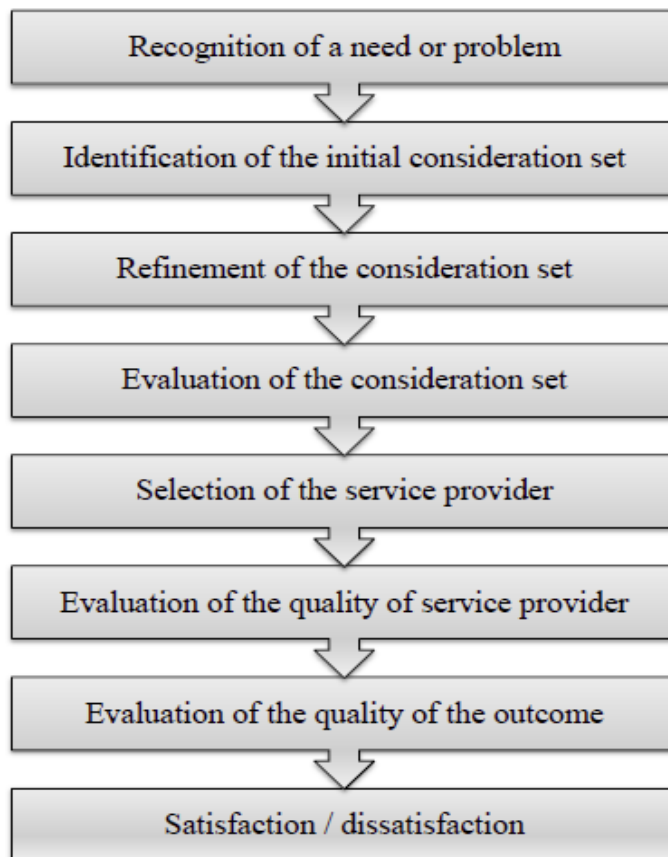 Recognition of a need or problem
Identification of the initial consideration set
Refinement of the consideration set
Evaluation of the consideration set
Selection of the service provider
Evaluation of the quality of service provider
Evaluation of the quality of the outcome
Satisfaction / dissatisfaction